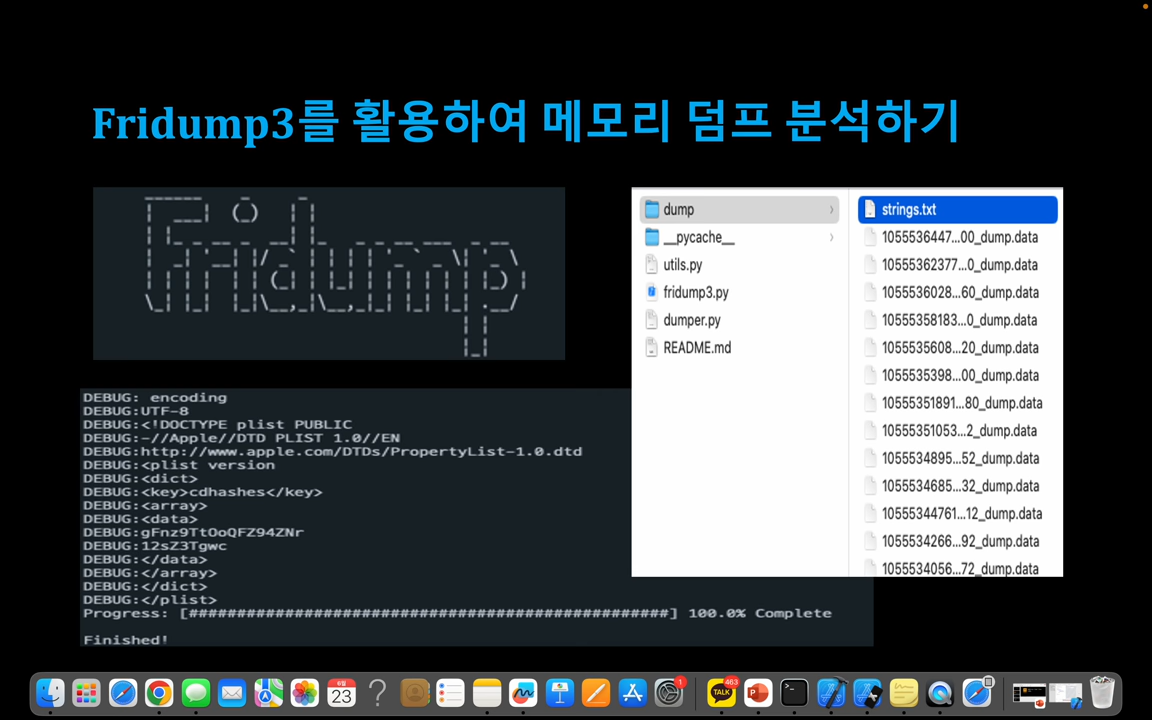 Fridump3를 활용하여 메모리 덤프 분석하기
Fridump
dump
__pycache__
utils.py
fridump3.py
dumper.py
README.md
strings.txt
1055536447...00_dump.data
10555362377...0_dump.data
1055536028...60_dump.data
10555358183...0_dump.data
1055535608...20_dump.data
1055535398...00_dump.data
10555351891...80_dump.data
10555351053...2_dump.data
1055534895...52_dump.data
1055534685...32_dump.data
10555344761...12_dump.data
1055534266...92_dump.data
1055534056...72_dump.data
DEBUG: encoding
DEBUG:UTF-8
DEBUG:<!DOCTYPE plist PUBLIC
DEBUG:-//Apple//DTD PLIST 1.0//EN
DEBUG:http://www.apple.com/DTDs/PropertyList-1.0.dtd
DEBUG:<plist version
DEBUG:<dict>
DEBUG:<key>cdhashes</key>
DEBUG:<array>
DEBUG:<data>
DEBUG:gFnz9TtOoQFZ94ZNr
DEBUG:12sZ3Tgwc
DEBUG:</data>
DEBUG:</array>
DEBUG:</dict>
DEBUG:</plist>
Progress: [##################################################] 100.0% Complete
Finished!
6월
23
1
TALK
463